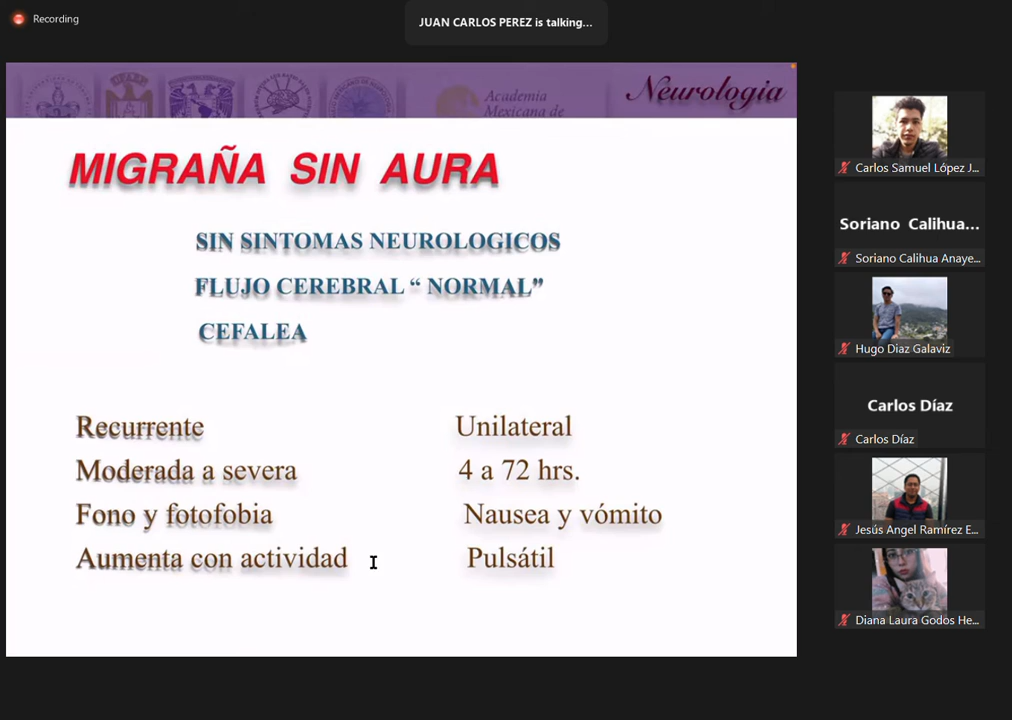 Recording
JUAN CARLOS PEREZ is talking...
Academia
Mexicana de
Neurologia
MIGRAÑA SIN AURA
SIN SINTOMAS NEUROLOGICOS
FLUJO CEREBRAL “ NORMAL”
CEFALEA
Recurrente
Unilateral
Moderada a severa
4 a 72 hrs.
Fono y fotofobia
Nausea y vómito
Aumenta con actividad
Pulsátil
Carlos Samuel López J...
Soriano Calihua...
Soriano Calihua Anaye...
Hugo Diaz Galaviz
Carlos Díaz
Carlos Díaz
Jesús Angel Ramírez E...
Diana Laura Godos He...